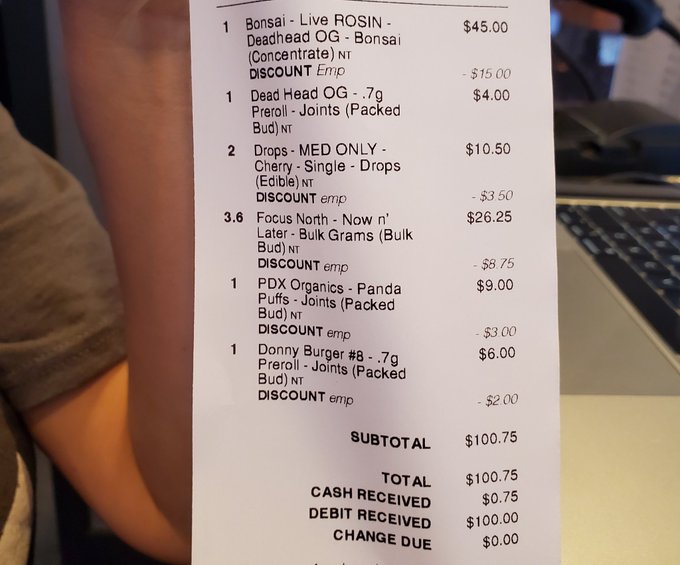 1 Bonsai - Live ROSIN - $45.00
Deadhead OG - Bonsai
(Concentrate) NT
DISCOUNT Emp - $15.00
1 Dead Head OG - .7g $4.00
Preroll - Joints (Packed
Bud) NT
2 Drops - MED ONLY - $10.50
Cherry - Single - Drops
(Edible) NT
DISCOUNT emp - $3.50
3.6 Focus North - Now n' $26.25
Later - Bulk Grams (Bulk
Bud) NT
DISCOUNT emp - $8.75
1 PDX Organics - Panda $9.00
Puffs - Joints (Packed
Bud) NT
DISCOUNT emp - $3.00
1 Donny Burger #8 - .7g $6.00
Preroll - Joints (Packed
Bud) NT
DISCOUNT emp - $2.00
SUBTOTAL $100.75
TOTAL $100.75
CASH RECEIVED $0.75
DEBIT RECEIVED $100.00
CHANGE DUE $0.00